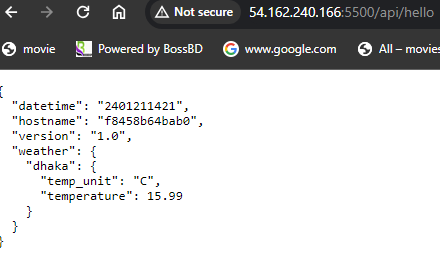 Not secure 54.162.240.166:5500/api/hello
movie Powered by BossBD www.google.com All – movies
{
"datetime": "2401211421",
"hostname": "f8458b64bab0",
"version": "1.0",
"weather": {
"dhaka": {
"temp_unit": "C",
"temperature": 15.99
}
}
}